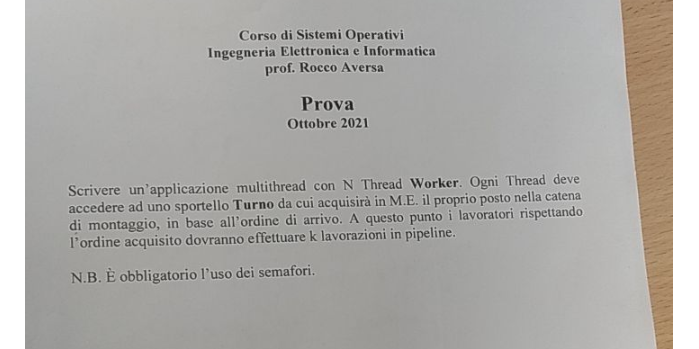 Corso di Sistemi Operativi
Ingegneria Elettronica e Informatica
prof. Rocco Aversa
Prova
Ottobre 2021
Scrivere un'applicazione multithread con N Thread Worker. Ogni Thread deve
accedere ad uno sportello Turno da cui acquisirà in M.E. il proprio posto nella catena
di montaggio, in base all'ordine di arrivo. A questo punto i lavoratori rispettando
l'ordine acquisito dovranno effettuare k lavorazioni in pipeline.
N.B. È obbligatorio l'uso dei semafori.